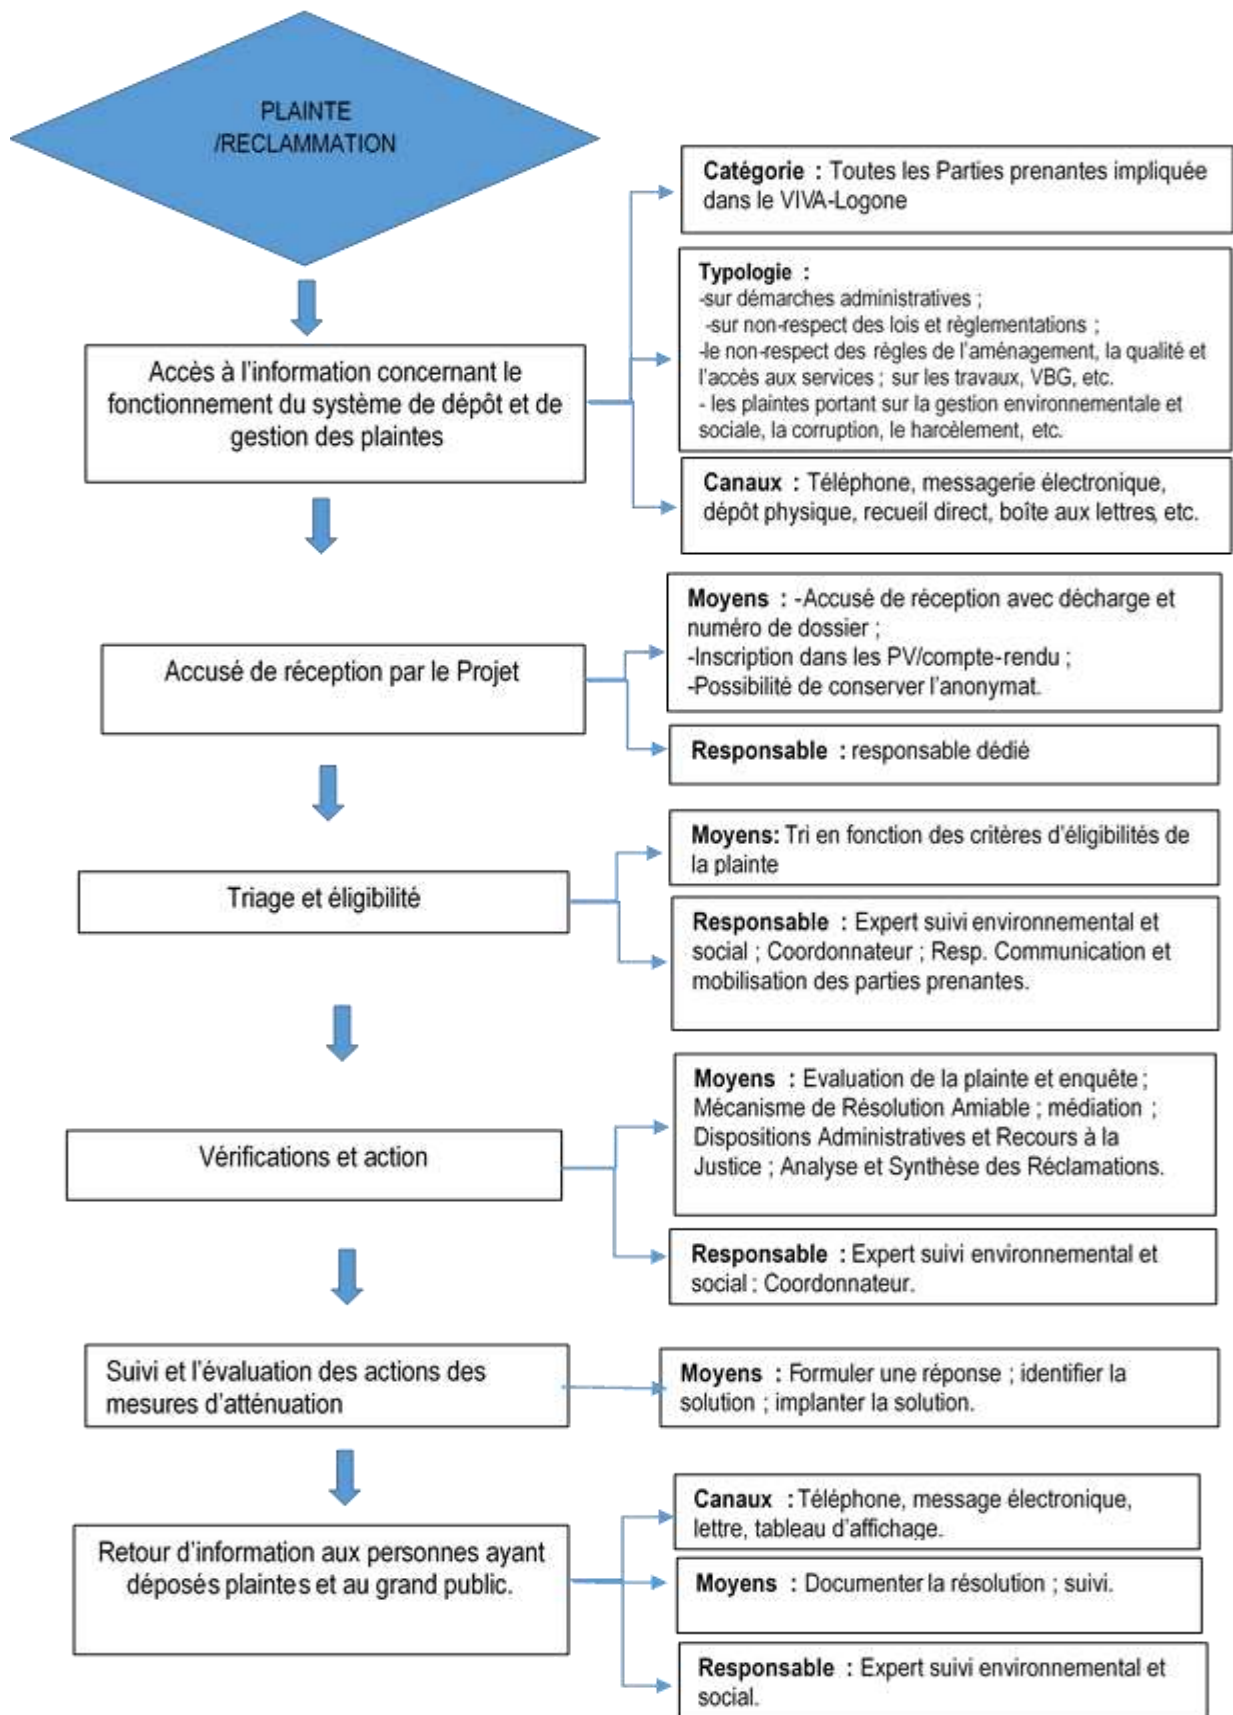 PLAINTE
/RECLAMMATION
Catégorie : Toutes les Parties prenantes impliquée
dans le VIVA-Logone
Typologie :
-sur démarches administratives ;
-sur non-respect des lois et règlementations ;
-le non-respect des règles de l'aménagement, la qualité et
l'accès aux services ; sur les travaux, VBG, etc.
- les plaintes portant sur la gestion environnementale et
sociale, la corruption, le harcèlement, etc.
Accès à l'information concernant le
fonctionnement du système de dépôt et de
gestion des plaintes
Canaux : Téléphone, messagerie électronique,
dépôt physique, recueil direct, boîte aux lettres, etc.
Moyens : -Accusé de réception avec décharge et
numéro de dossier ;
-Inscription dans les PV/compte-rendu ;
-Possibilité de conserver l'anonymat.
Accusé de réception par le Projet
Responsable : responsable dédié
Moyens: Tri en fonction des critères d'éligibilités de
la plainte
Triage et éligibilité
Responsable : Expert suivi environnemental et
social ; Coordonnateur ; Resp. Communication et
mobilisation des parties prenantes.
Moyens : Evaluation de la plainte et enquête ;
Mécanisme de Résolution Amiable ; médiation ;
Dispositions Administratives et Recours à la
Justice ; Analyse et Synthèse des Réclamations.
Vérifications et action
Responsable : Expert suivi environnemental et
social ; Coordonnateur.
Suivi et l'évaluation des actions des
mesures d'atténuation
Moyens : Formuler une réponse ; identifier la
solution ; implanter la solution.
Canaux : Téléphone, message électronique,
lettre, tableau d'affichage.
Retour d'information aux personnes ayant
déposés plaintes et au grand public.
Moyens : Documenter la résolution ; suivi.
Responsable : Expert suivi environnemental et
social.